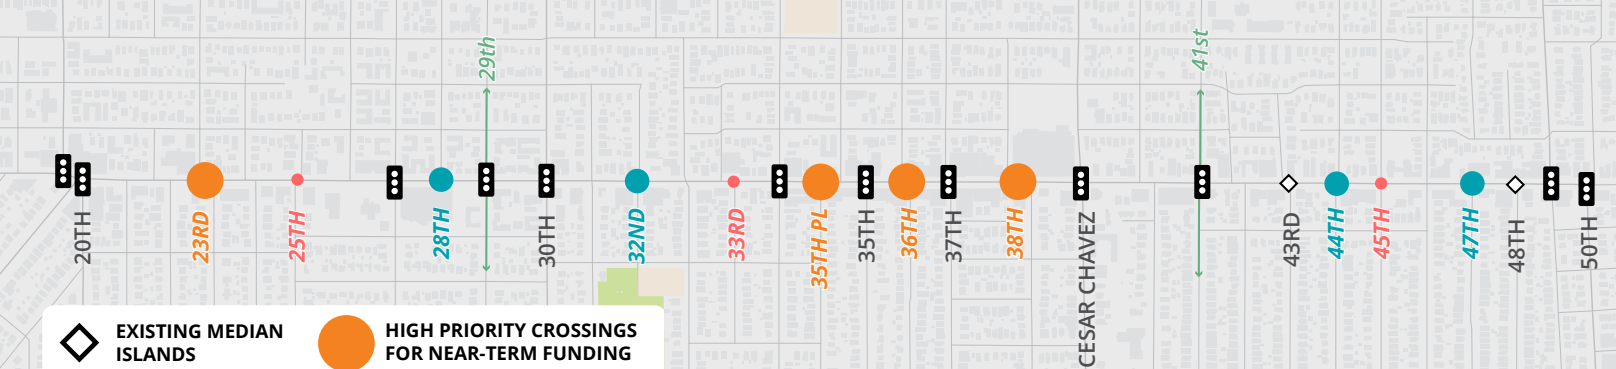 29th
41st
20TH
23RD
25TH
28TH
30TH
32ND
33RD
35TH PL
35TH
36TH
37TH
38TH
CESAR CHAVEZ
43RD
44TH
45TH
47TH
48TH
50TH
EXISTING MEDIAN
ISLANDS
HIGH PRIORITY CROSSINGS
FOR NEAR-TERM FUNDING